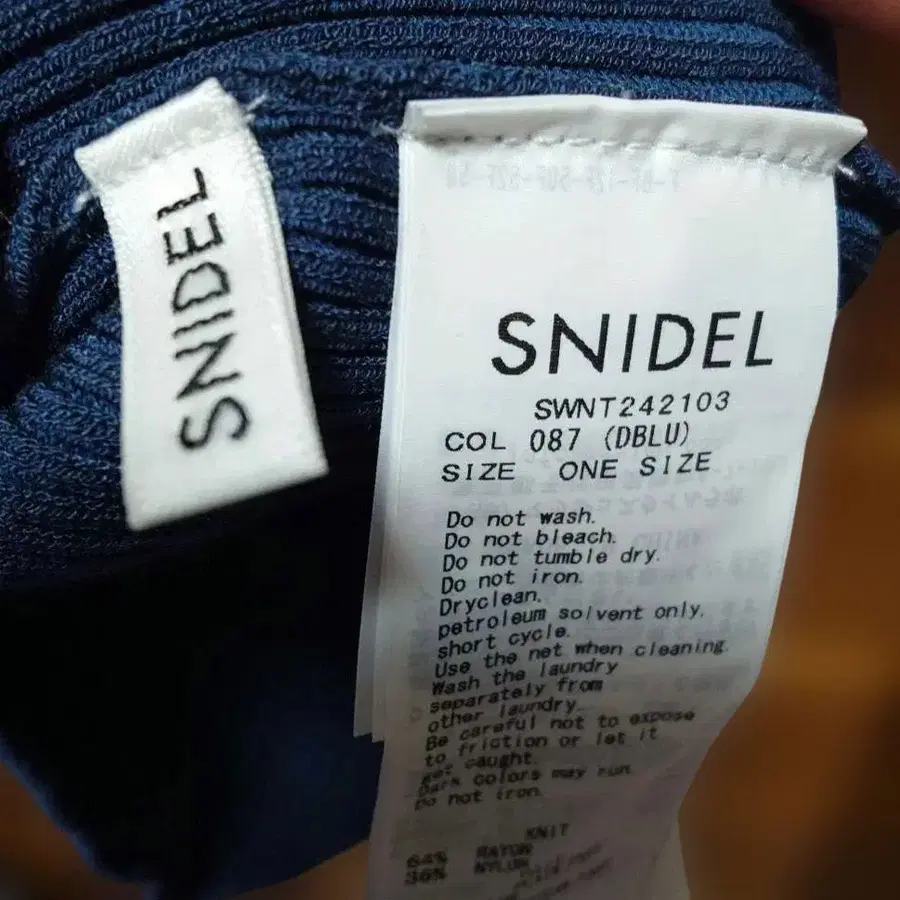 SNIDEL
SNIDEL
SWNT242103
COL 087 (DBLU)
SIZE ONE SIZE
Do not wash.
Do not bleach.
Do not tumble dry.
Do not iron.
Dryclean.
petroleum solvent only.
short cycle.
Use the net when cleaning.
Wash the laundry
separately from
other laundry.
Be careful not to expose
to friction or let it
get caught.
Dark colors may run.
Do not iron.
KNIT
64% RAYON
36% NYLON